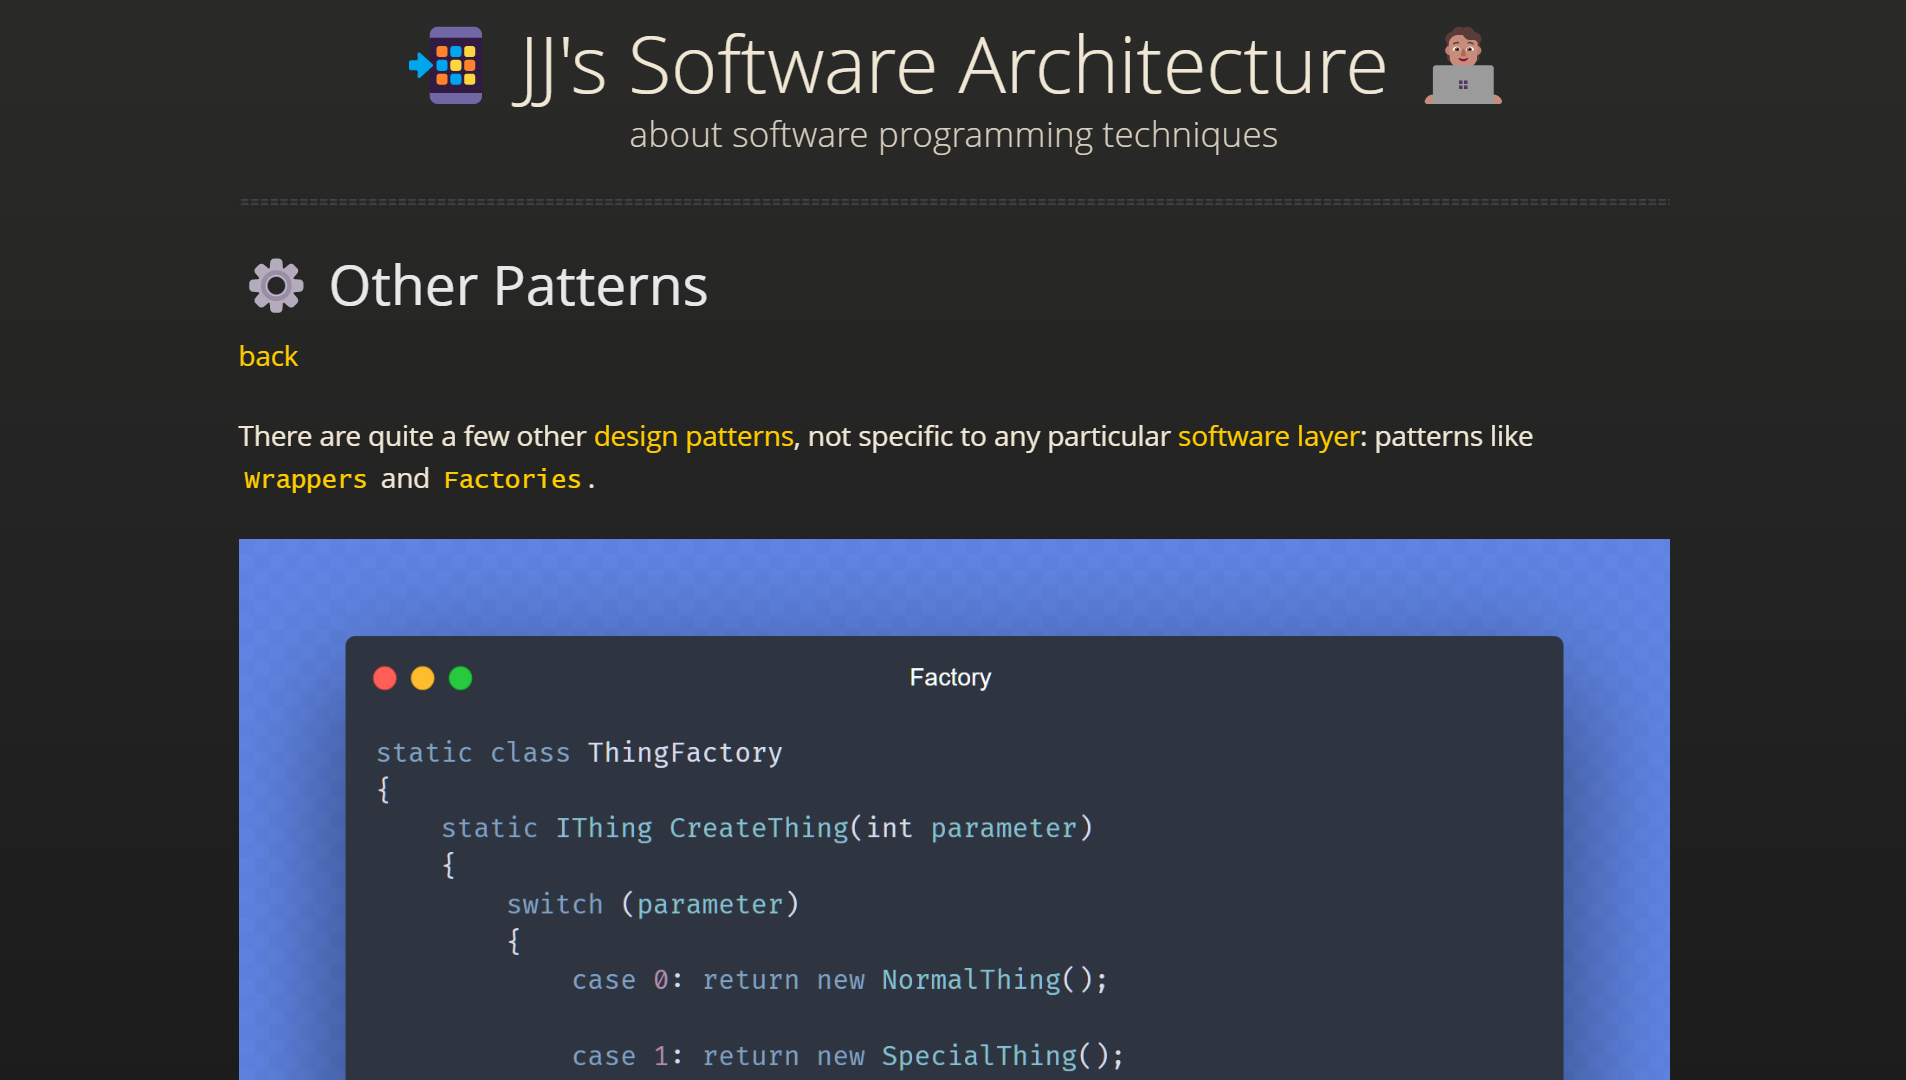 JJ's Software Architecture
about software programming techniques
Other Patterns
back
There are quite a few other design patterns, not specific to any particular software layer: patterns like
Wrappers and Factories.
Factory
static class ThingFactory
{
static IThing CreateThing(int parameter)
{
switch (parameter)
{
case 0: return new NormalThing();
case 1: return new SpecialThing();